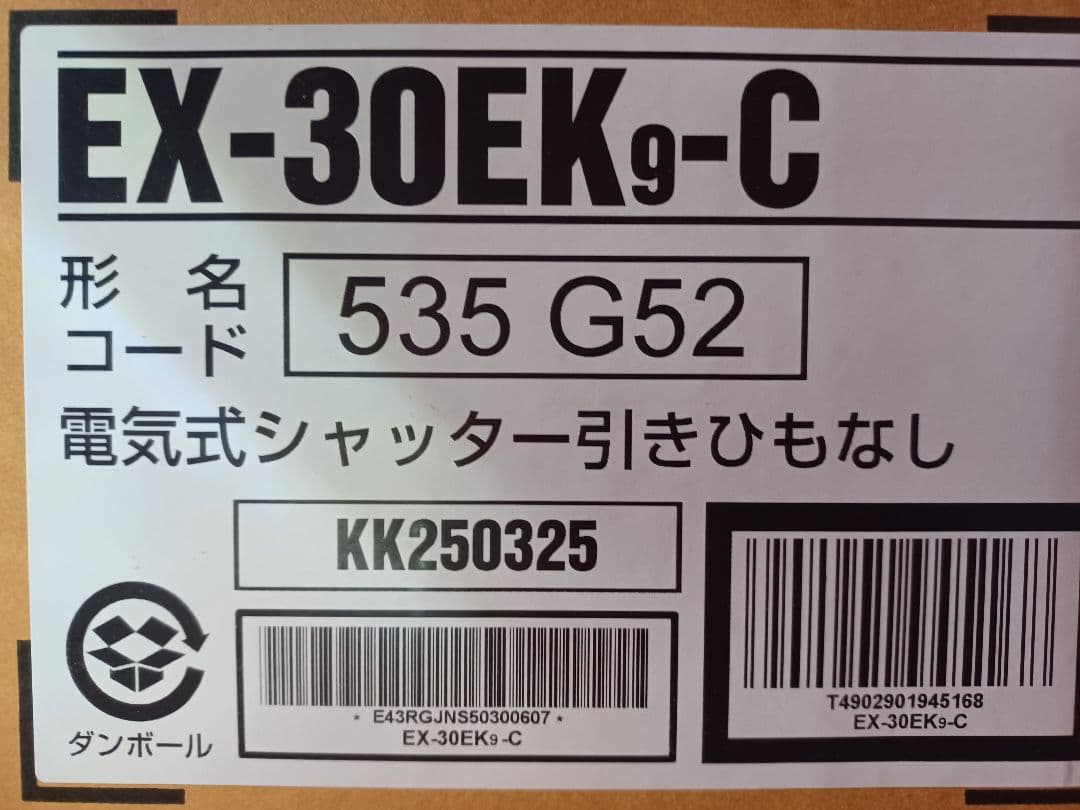 EX-30EK9-C
形名
コード
535 G52
電気式シャッター引きひもなし
KK250325
* E43RGJNS50300607 *
EX-30EK9-C
T4902901945168
EX-30EK9-C
ダンボール